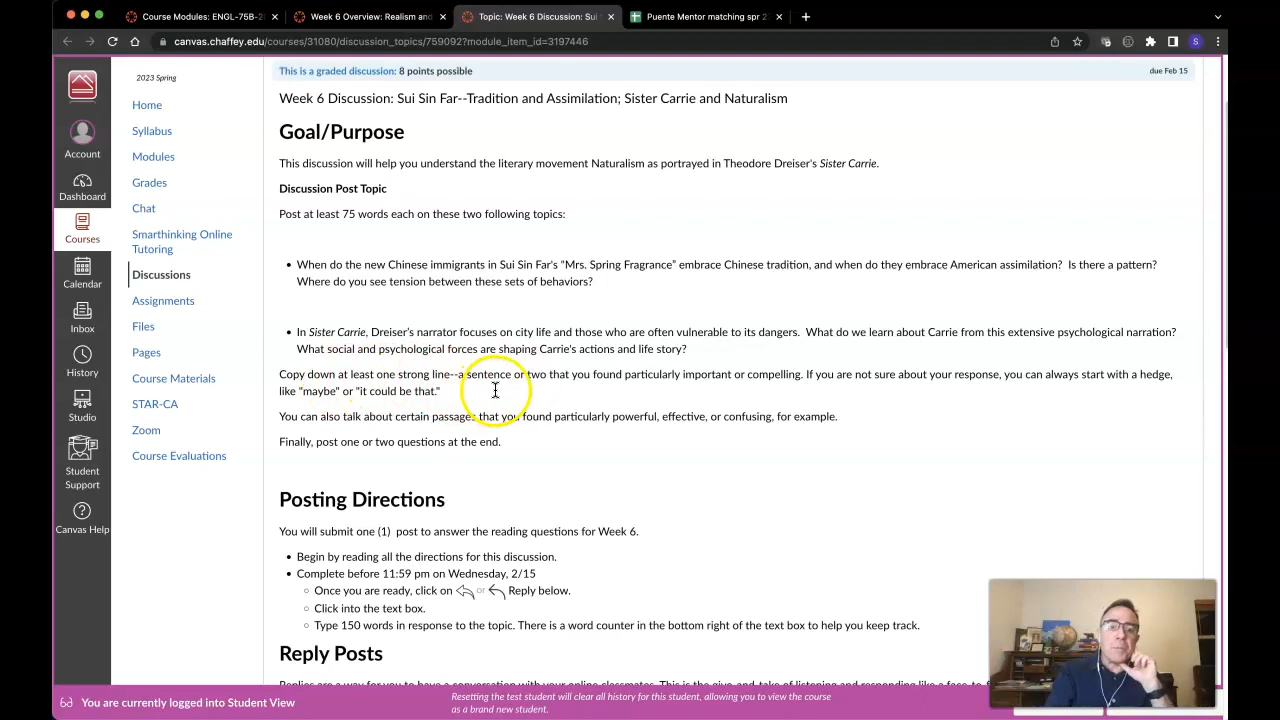 Course Modules: ENGL-75B-2
Week 6 Overview: Realism and
Topic: Week 6 Discussion: Sui
Puente Mentor matching spr 2
canvas.chaffey.edu/courses/31080/discussion_topics/759092?module_item_id=3197446
S
Account
Dashboard
Courses
Calendar
Inbox
History
Studio
Student
Support
Canvas Help
2023 Spring
Home
Syllabus
Modules
Grades
Chat
Smarthinking Online
Tutoring
Discussions
Assignments
Files
Pages
Course Materials
STAR-CA
Zoom
Course Evaluations
This is a graded discussion: 8 points possible
due Feb 15
Week 6 Discussion: Sui Sin Far--Tradition and Assimilation; Sister Carrie and Naturalism
Goal/Purpose
This discussion will help you understand the literary movement Naturalism as portrayed in Theodore Dreiser's Sister Carrie.
Discussion Post Topic
Post at least 75 words each on these two following topics:
• When do the new Chinese immigrants in Sui Sin Far's "Mrs. Spring Fragrance" embrace Chinese tradition, and when do they embrace American assimilation? Is there a pattern?
Where do you see tension between these sets of behaviors?
• In Sister Carrie, Dreiser's narrator focuses on city life and those who are often vulnerable to its dangers. What do we learn about Carrie from this extensive psychological narration?
What social and psychological forces are shaping Carrie's actions and life story?
Copy down at least one strong line--a sentence or two that you found particularly important or compelling. If you are not sure about your response, you can always start with a hedge,
like "maybe" or "it could be that."
You can also talk about certain passages that you found particularly powerful, effective, or confusing, for example.
Finally, post one or two questions at the end.
Posting Directions
You will submit one (1) post to answer the reading questions for Week 6.
• Begin by reading all the directions for this discussion.
• Complete before 11:59 pm on Wednesday, 2/15
○ Once you are ready, click on or Reply below.
○ Click into the text box.
○ Type 150 words in response to the topic. There is a word counter in the bottom right of the text box to help you keep track.
Reply Posts
You are currently logged into Student View
Resetting the test student will clear all history for this student, allowing you to view the course
as a brand new student.